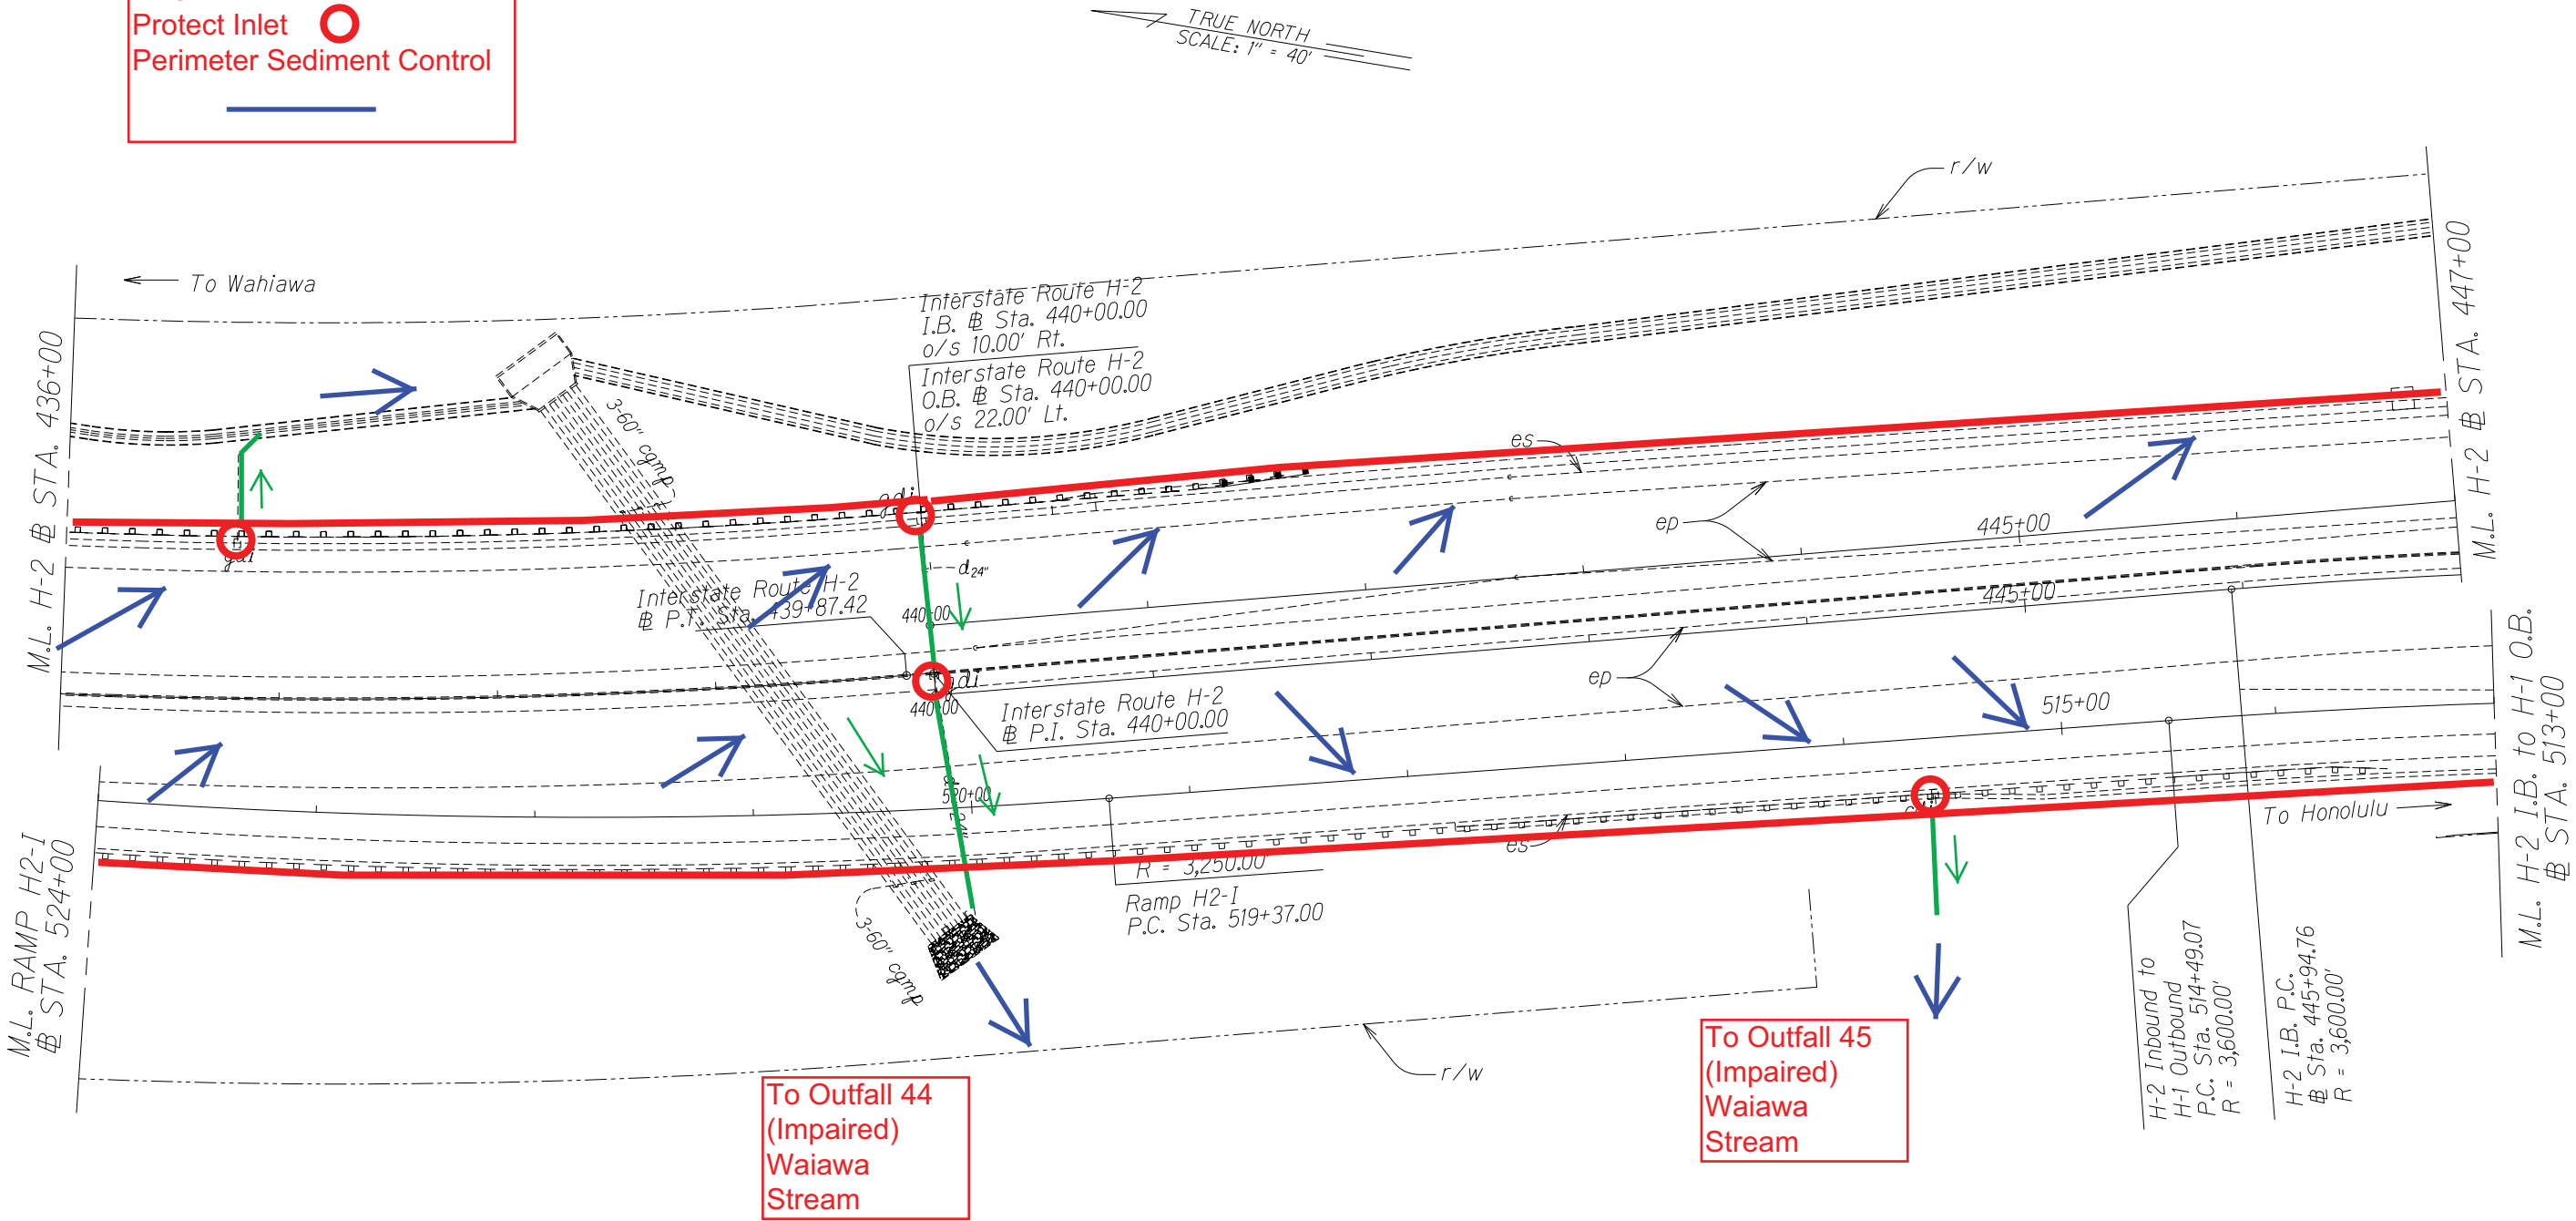 Protect Inlet
Perimeter Sediment Control
TRUE NORTH
SCALE: 1" = 40'
r/w
To Wahiawa
M.L. H-2 ⅊ STA. 436+00
Interstate Route H-2
I.B. ⅊ Sta. 440+00.00
o/s 10.00' Rt.
Interstate Route H-2
O.B. ⅊ Sta. 440+00.00
o/s 22.00' Lt.
3-60" cgmp
gdi
gdi
es
ep
445+00
M.L. H-2 ⅊ STA. 447+00
d24"
Interstate Route H-2
⅊ P.T. Sta. 439+87.42
440+00
445+00
gdi
440+00
Interstate Route H-2
⅊ P.I. Sta. 440+00.00
ep
515+00
520+00
M.L. RAMP H2-I
⅊ STA. 524+00
R = 3,250.00'
Ramp H2-I
P.C. Sta. 519+37.00
es
To Honolulu
M.L. H-2 I.B. to H-1 O.B.
⅊ STA. 513+00
3-60" cgmp
H-2 Inbound to
H-1 Outbound
P.C. Sta. 514+49.07
R = 3,600.00'
H-2 I.B. P.C.
⅊ Sta. 445+94.76
R = 3,600.00'
r/w
To Outfall 44
(Impaired)
Waiawa
Stream
To Outfall 45
(Impaired)
Waiawa
Stream